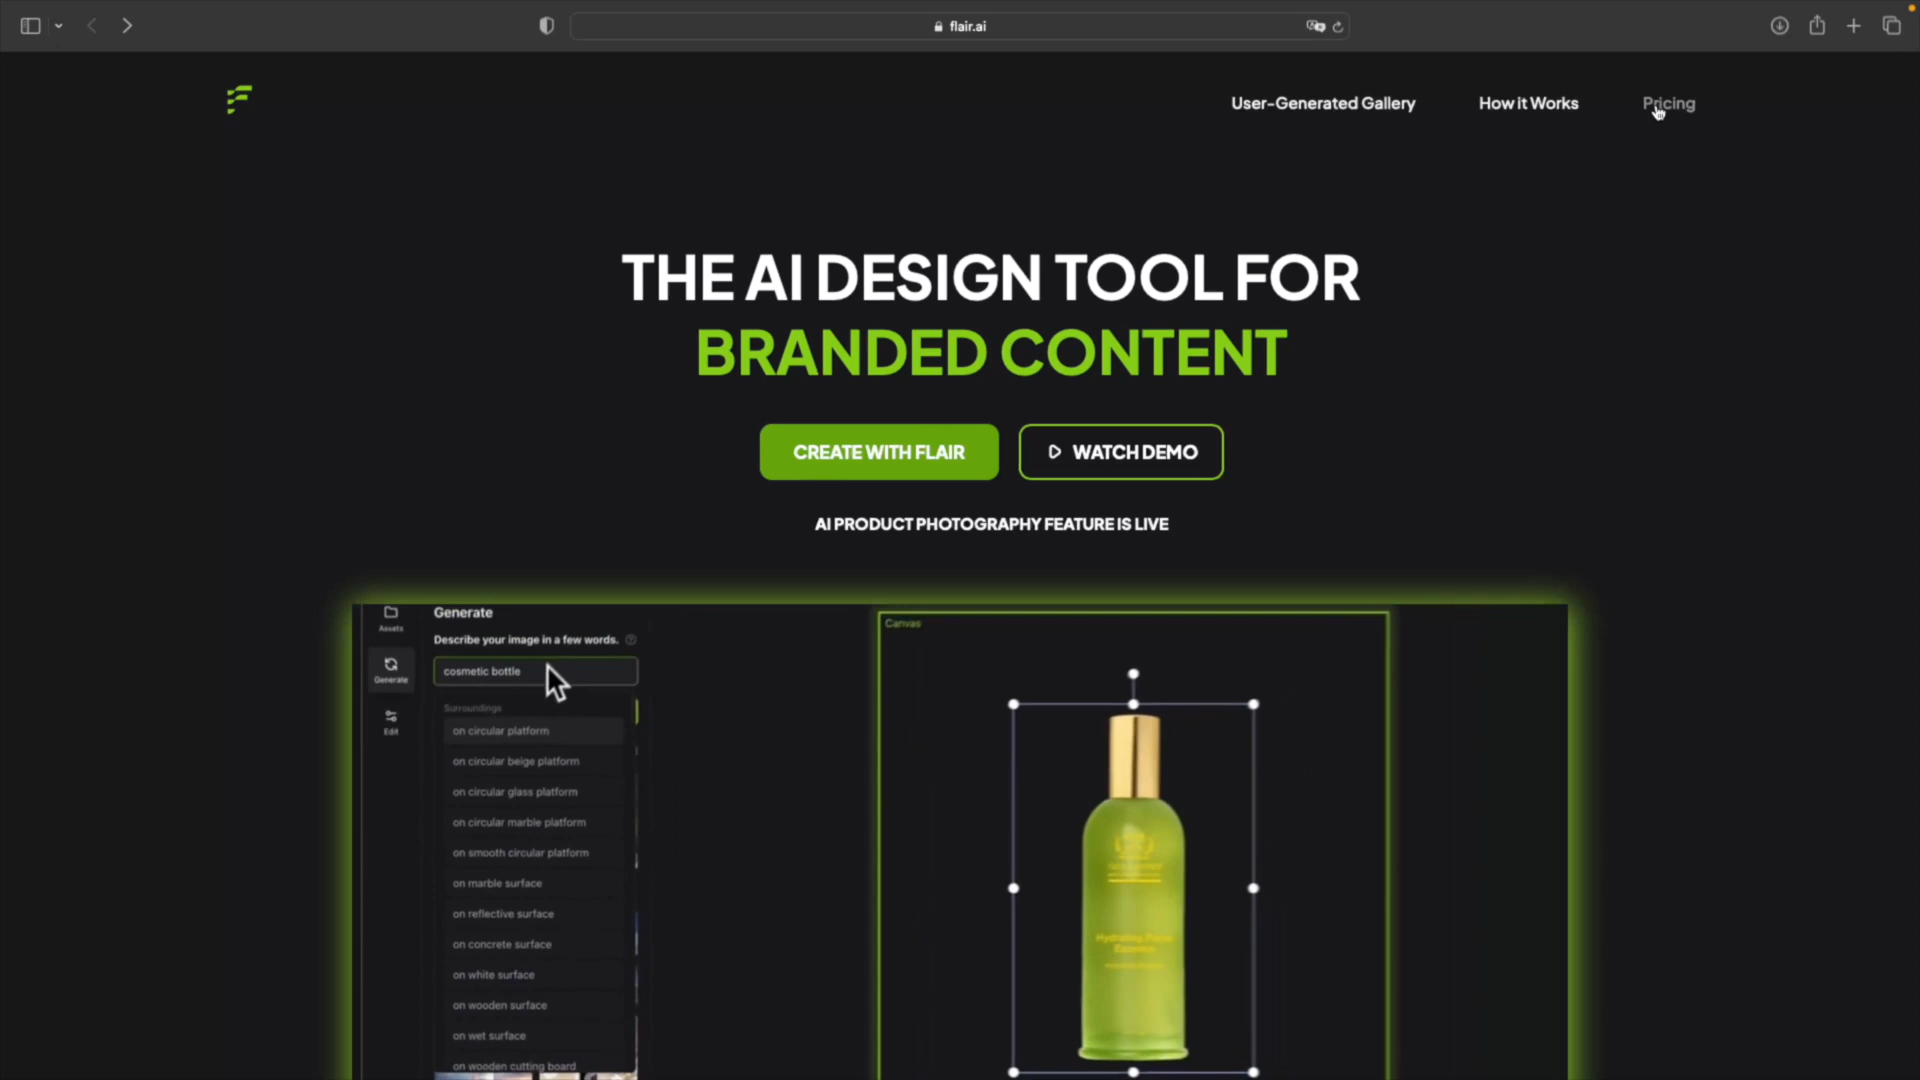 flair.ai
User-Generated Gallery
How it Works
Pricing
THE AI DESIGN TOOL FOR
BRANDED CONTENT
CREATE WITH FLAIR
WATCH DEMO
AI PRODUCT PHOTOGRAPHY FEATURE IS LIVE
Assets
Generate
Edit
Generate
Describe your image in a few words.
cosmetic bottle
Surroundings
on circular platform
on circular beige platform
on circular glass platform
on circular marble platform
on smooth circular platform
on marble surface
on reflective surface
on concrete surface
on white surface
on wooden surface
on wet surface
on wooden cutting board
Canvas
Hydrating Floral
Essence